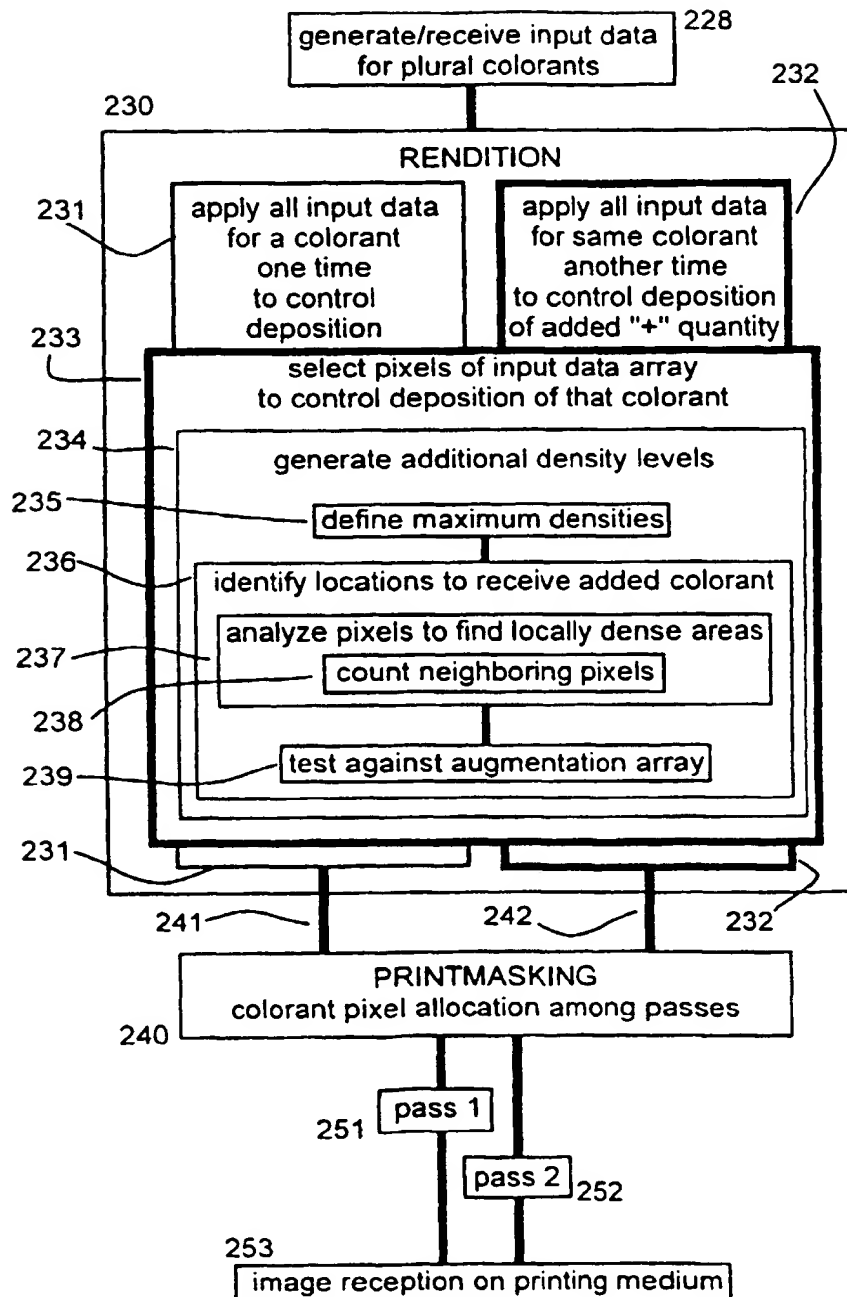 228
generate/receive input data
for plural colorants
232
230
RENDITION
231
apply all input data
for a colorant
one time
to control
deposition
apply all input data
for same colorant
another time
to control deposition
of added "+" quantity
233
select pixels of input data array
to control deposition of that colorant
234
generate additional density levels
235
define maximum densities
236
identify locations to receive added colorant
analyze pixels to find locally dense areas
237
count neighboring pixels
238
239
test against augmentation array
231
241
242
232
PRINTMASKING
colorant pixel allocation among passes
240
pass 1
251
pass 2
252
253
image reception on printing medium